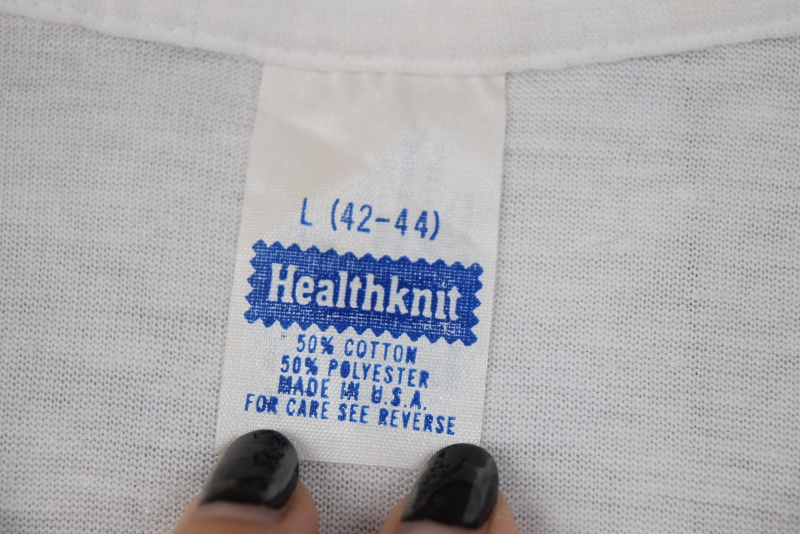 L (42-44)
Healthknit
50% COTTON
50% POLYESTER
MADE IN U.S.A.
FOR CARE SEE REVERSE